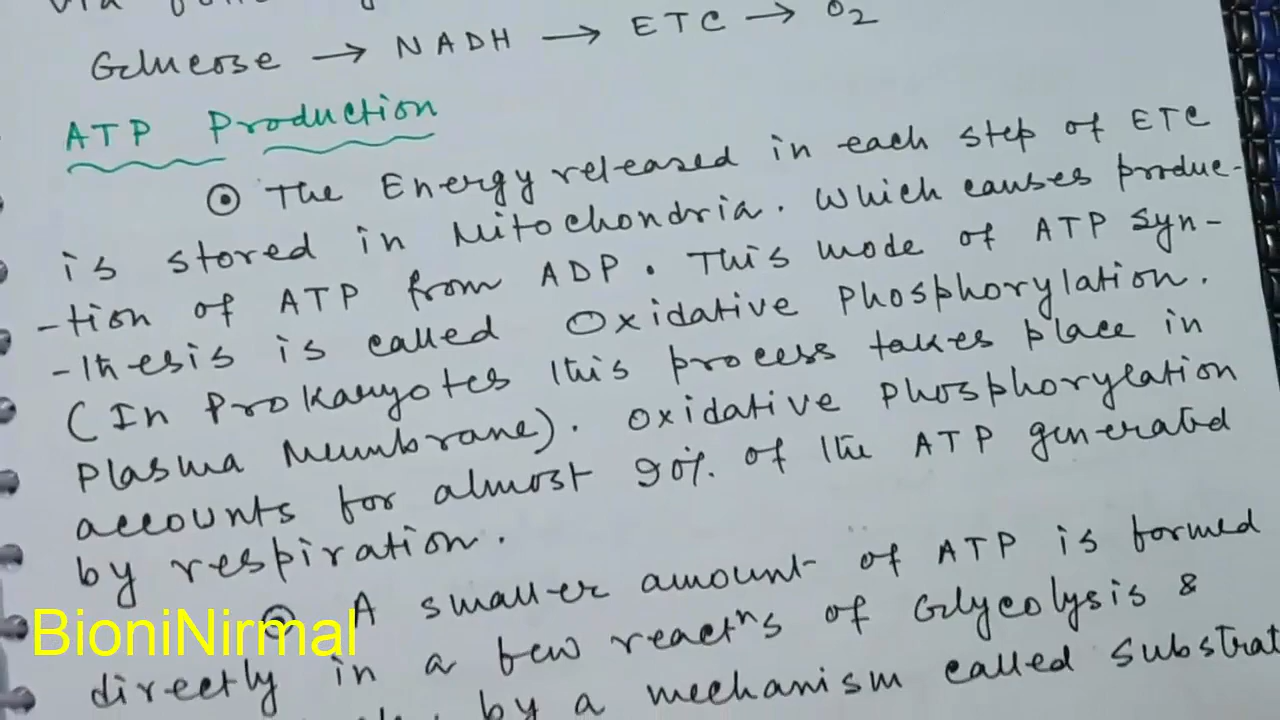 via
Glucose → NADH → ETC → O2
ATP Production
⊙ The Energy released in each step of ETC
is stored in Mitochondria. Which causes produc-
-tion of ATP from ADP. This mode of ATP syn-
-thesis is called Oxidative Phosphorylation.
(In Prokaryotes this process takes place in
Plasma Membrane). Oxidative Phosphorylation
accounts for almost 90% of the ATP generated
by respiration.
⊙ A smaller amount of ATP is formed
directly in a few reactⁿs of Glycolysis &
by a mechanism called Substrat
BioniNirmal